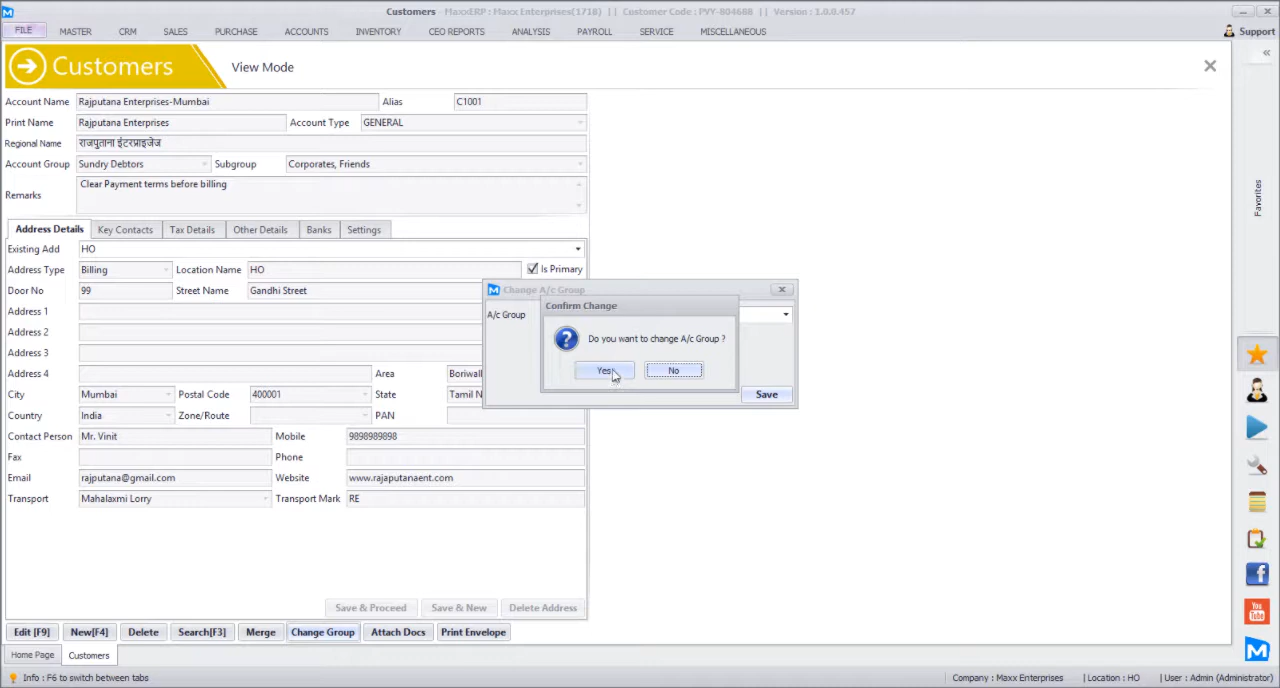 Customers - MaxxERP : Maxx Enterprises(1718) || Customer Code : PVY-804688 || Version : 1.0.0.457
FILE MASTER CRM SALES PURCHASE ACCOUNTS INVENTORY CEO REPORTS ANALYSIS PAYROLL SERVICE MISCELLANEOUS Support
Customers View Mode
Account Name Rajputana Enterprises-Mumbai Alias C1001
Print Name Rajputana Enterprises Account Type GENERAL
Regional Name राजपुताना ईंटरप्राइजेज
Account Group Sundry Debtors Subgroup Corporates, Friends
Remarks Clear Payment terms before billing
Favorites
Address Details Key Contacts Tax Details Other Details Banks Settings
Existing Add HO
Address Type Billing Location Name HO Is Primary
Door No 99 Street Name Gandhi Street
Address 1
Address 2
Address 3
Address 4 Area
City Mumbai Postal Code 400001 State
Country India Zone/Route PAN
Contact Person Mr. Vinit Mobile 9898989898
Fax Phone
Email rajputana@gmail.com Website www.rajaputanaent.com
Transport Mahalaxmi Lorry Transport Mark RE
Change A/c Group
A/c Group
Confirm Change
Do you want to change A/c Group ?
Yes No
Save
Save & Proceed Save & New Delete Address
Edit [F9] New[F4] Delete Search[F3] Merge Change Group Attach Docs Print Envelope
Home Page Customers
Info : F6 to switch between tabs Company : Maxx Enterprises | Location : HO | User : Admin (Administrator)
You Tube